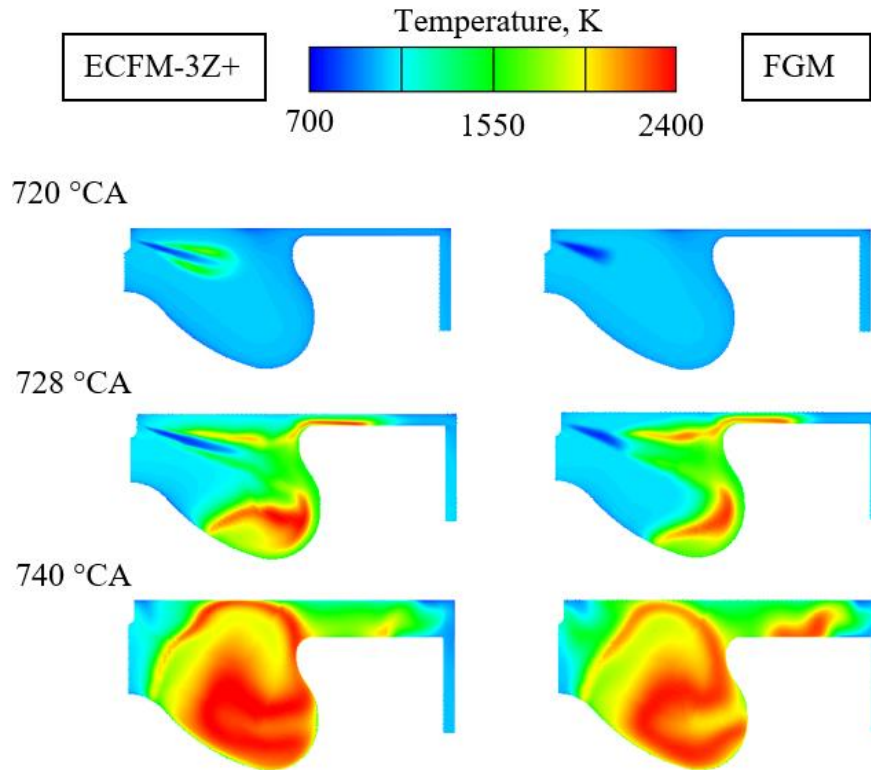 Temperature, K
ECFM-3Z+
FGM
700 1550 2400
720 °CA
728 °CA
740 °CA